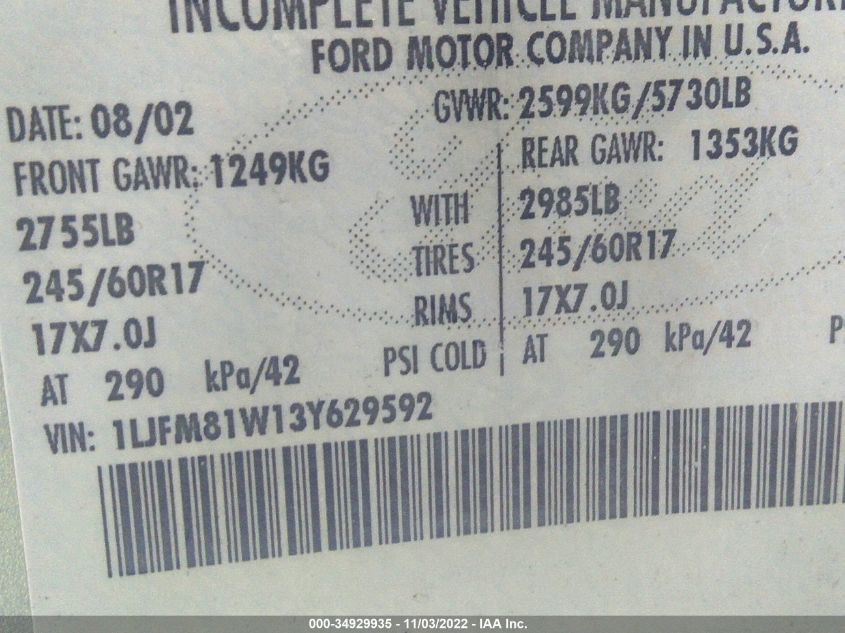 INCOMPLETE VEHICLE MANUFACTURE
FORD MOTOR COMPANY IN U.S.A.
DATE: 08/02 GVWR: 2599KG/5730LB
FRONT GAWR: 1249KG REAR GAWR: 1353KG
2755LB WITH 2985LB
245/60R17 TIRES 245/60R17
17X7.0J RIMS 17X7.0J
AT 290 kPa/42 PSI COLD AT 290 kPa/42 P
VIN: 1LJFM81W13Y629592
000-34929935 - 11/03/2022 - IAA Inc.